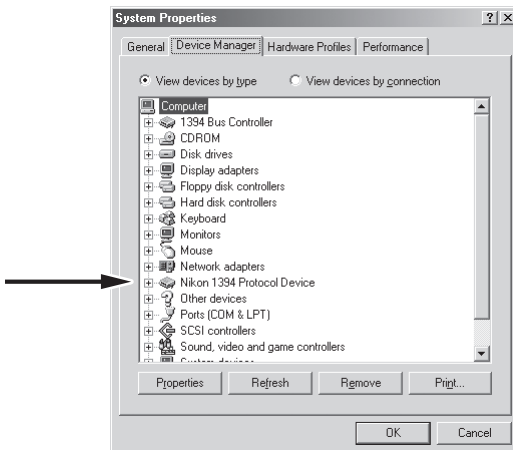 System Properties
General Device Manager Hardware Profiles Performance
View devices by type View devices by connection
Computer
1394 Bus Controller
CDROM
Disk drives
Display adapters
Floppy disk controllers
Hard disk controllers
Keyboard
Monitors
Mouse
Network adapters
Nikon 1394 Protocol Device
Other devices
Ports (COM & LPT)
SCSI controllers
Sound, video and game controllers
System devices
Properties Refresh Remove Print...
OK Cancel